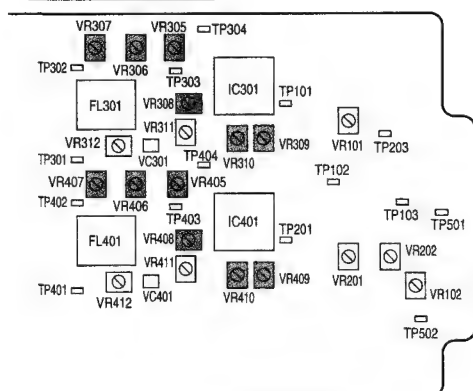 VR307 VR305 TP304
TP302 VR306 TP303
FL301 VR308 IC301 TP101
VR312 VR311 VR101
TP301 VC301 TP404 VR310 VR309 TP203
VR407 VR405 TP102
TP402 VR406 TP403 TP103 TP501
FL401 VR408 IC401 TP201
VR411 VR202
TP401 VR412 VC401 VR410 VR409 VR201 VR102
TP502